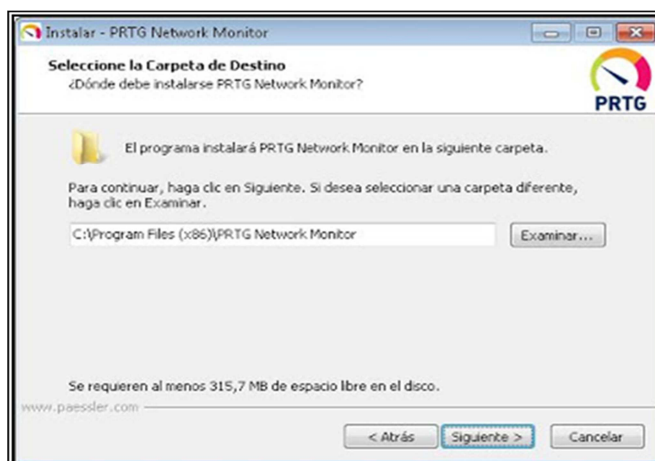 Instalar - PRTG Network Monitor
Seleccione la Carpeta de Destino
¿Dónde debe instalarse PRTG Network Monitor?
PRTG
El programa instalará PRTG Network Monitor en la siguiente carpeta.
Para continuar, haga clic en Siguiente. Si desea seleccionar una carpeta diferente,
haga clic en Examinar.
C:\Program Files (x86)\PRTG Network Monitor
Examinar...
Se requieren al menos 315,7 MB de espacio libre en el disco.
www.paessler.com
< Atrás
Siguiente >
Cancelar